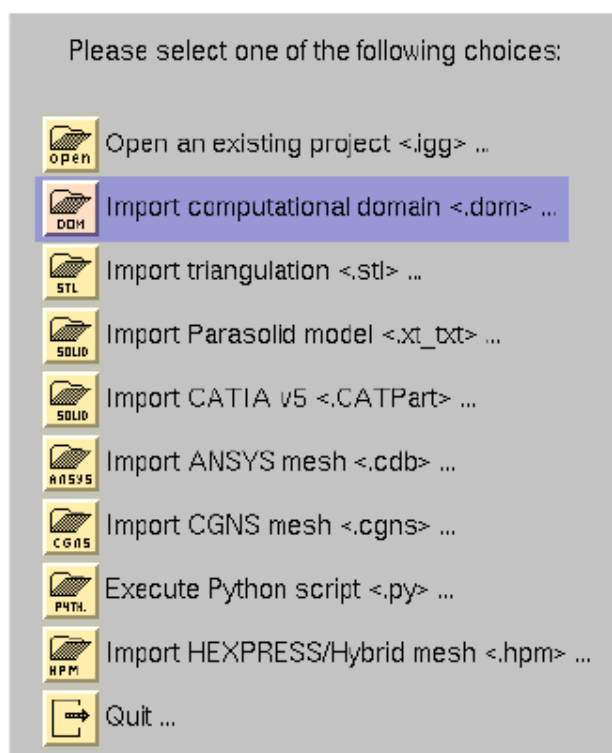 Please select one of the following choices:
open Open an existing project <.igg> ...
DOM Import computational domain <.dom> ...
STL Import triangulation <.stl> ...
SOLID Import Parasolid model <.xt_txt> ...
SOLID Import CATIA v5 <.CATPart> ...
ANSYS Import ANSYS mesh <.cdb> ...
CGNS Import CGNS mesh <.cgns> ...
PYTH. Execute Python script <.py> ...
HPM Import HEXPRESS/Hybrid mesh <.hpm> ...
Quit ...